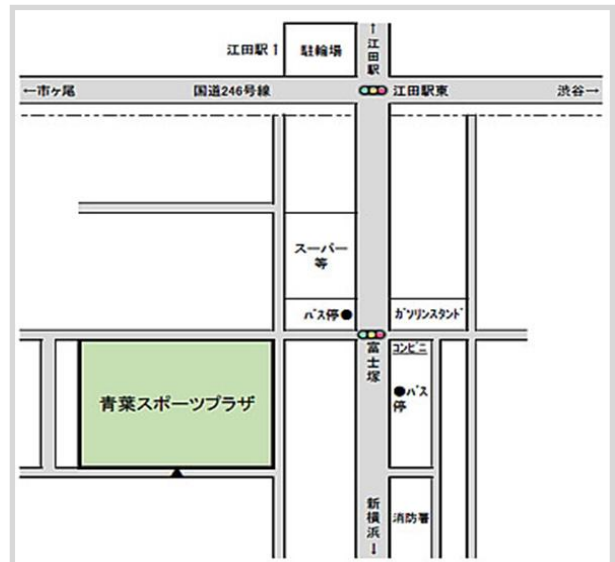 ↑江田駅
江田駅1
駐輪場
←市ヶ尾
国道246号線
江田駅東
渋谷→
スーパー
等
バス停●
ガソリンスタンド
富士塚
コンビニ
●バス
停
青葉スポーツプラザ
新横浜↓
消防署